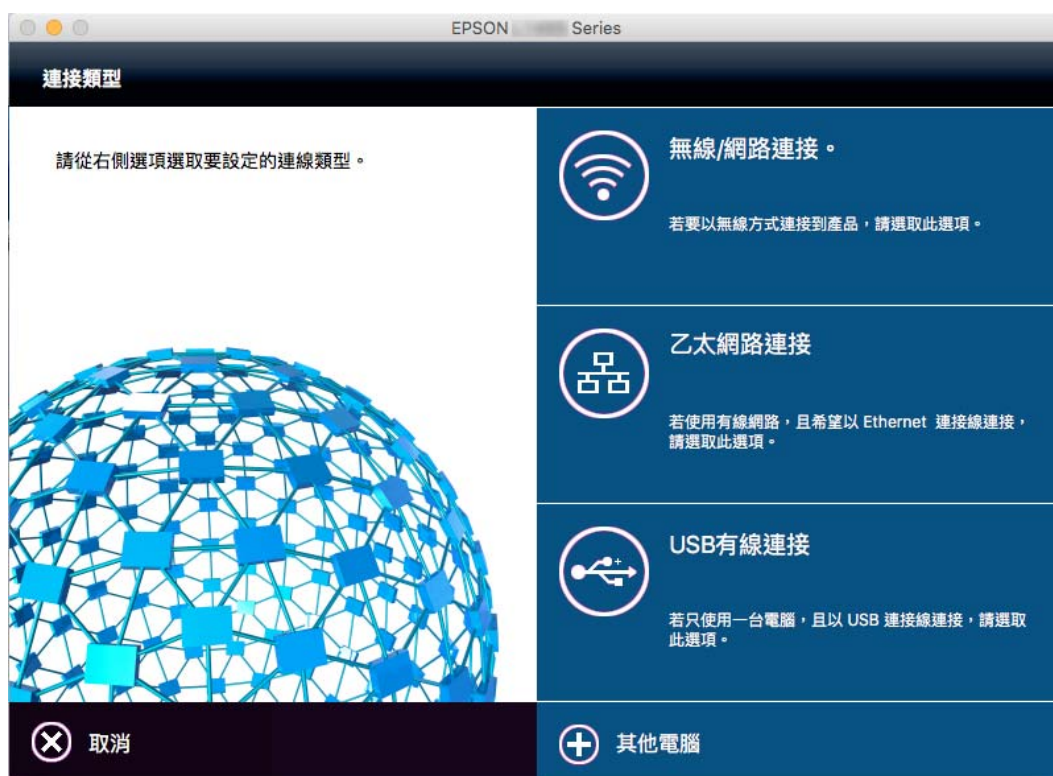 EPSON Series
連接類型
請從右側選項選取要設定的連線類型。
無線/網路連接。
若要以無線方式連接到產品，請選取此選項。
乙太網路連接
若使用有線網路，且希望以 Ethernet 連接線連接，
請選取此選項。
USB有線連接
若只使用一台電腦，且以 USB 連接線連接，請選取
此選項。
取消
其他電腦